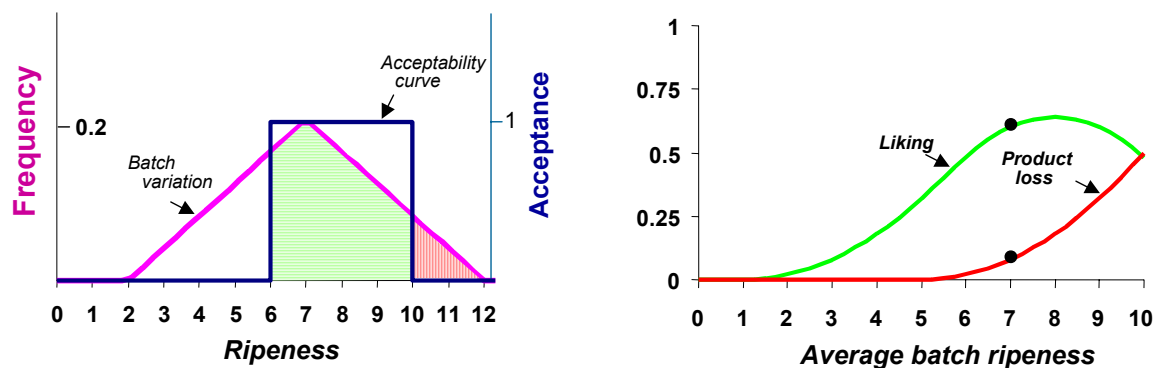 Frequency
0.2
Batch
variation
Acceptability
curve
1
Acceptance
0 1 2 3 4 5 6 7 8 9 10 11 12
Ripeness
1
0.75
0.5
0.25
0
Liking
Product
loss
0 1 2 3 4 5 6 7 8 9 10
Average batch ripeness